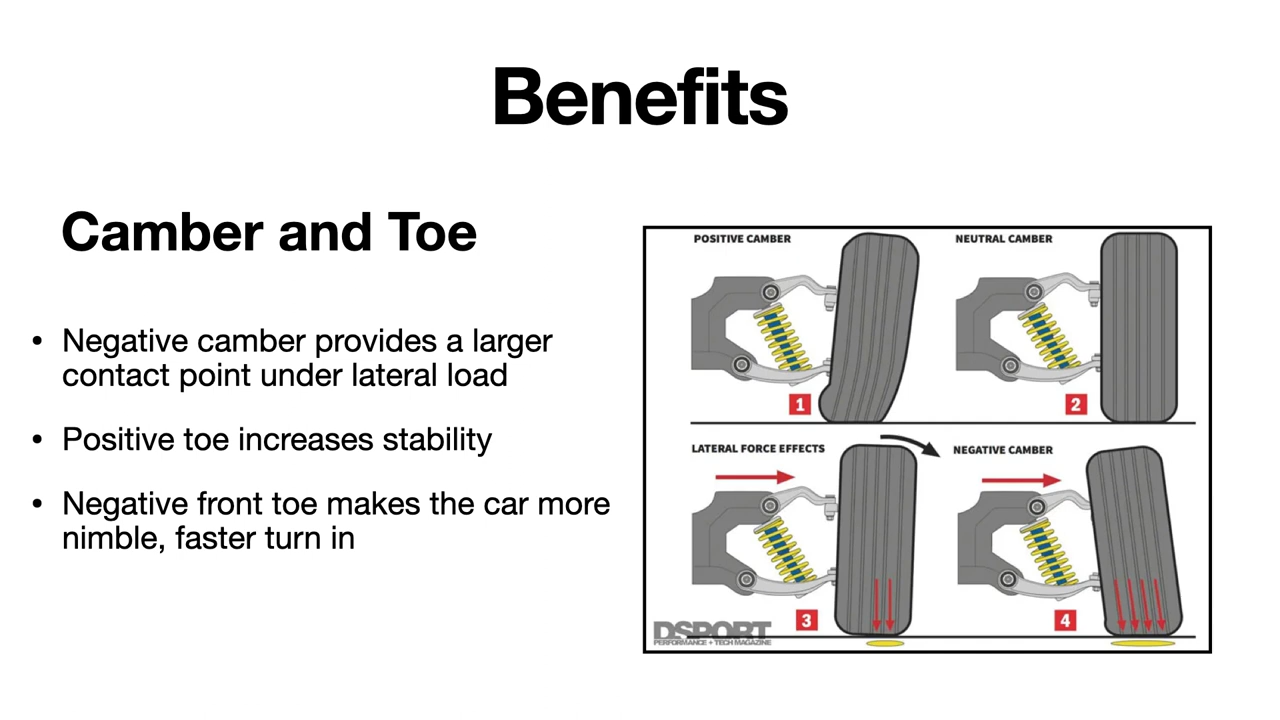 Benefits
Camber and Toe
• Negative camber provides a larger
contact point under lateral load
• Positive toe increases stability
• Negative front toe makes the car more
nimble, faster turn in
POSITIVE CAMBER
NEUTRAL CAMBER
1
2
LATERAL FORCE EFFECTS
NEGATIVE CAMBER
3
4
DSPORT
PERFORMANCE + TECH MAGAZINE